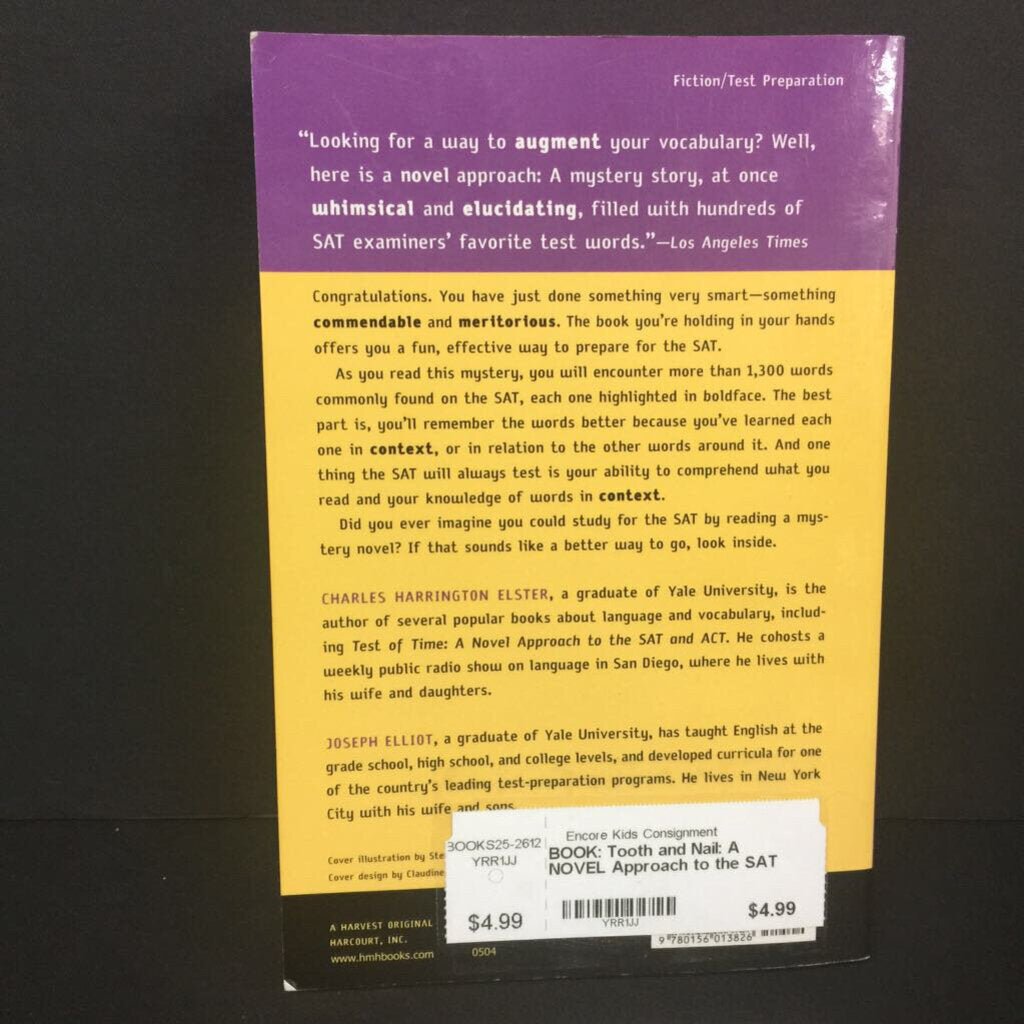 Fiction/Test Preparation
“Looking for a way to augment your vocabulary? Well,
here is a novel approach: A mystery story, at once
whimsical and elucidating, filled with hundreds of
SAT examiners’ favorite test words.”—Los Angeles Times
Congratulations. You have just done something very smart—something
commendable and meritorious. The book you’re holding in your hands
offers you a fun, effective way to prepare for the SAT.
As you read this mystery, you will encounter more than 1,300 words
commonly found on the SAT, each one highlighted in boldface. The best
part is, you’ll remember the words better because you’ve learned each
one in context, or in relation to the other words around it. And one
thing the SAT will always test is your ability to comprehend what you
read and your knowledge of words in context.
Did you ever imagine you could study for the SAT by reading a mys-
tery novel? If that sounds like a better way to go, look inside.
CHARLES HARRINGTON ELSTER, a graduate of Yale University, is the
author of several popular books about language and vocabulary, includ-
ing Test of Time: A Novel Approach to the SAT and ACT. He cohosts a
weekly public radio show on language in San Diego, where he lives with
his wife and daughters.
JOSEPH ELLIOT, a graduate of Yale University, has taught English at the
grade school, high school, and college levels, and developed curricula for one
of the country’s leading test-preparation programs. He lives in New York
City with his wife and sons
Cover illustration by Ste
Cover design by Claudine
A HARVEST ORIGINAL
HARCOURT, INC.
www.hmhbooks.com
0504
BOOKS25-2612
YRR1JJ
$4.99
Encore Kids Consignment
BOOK: Tooth and Nail: A
NOVEL Approach to the SAT
YRR1JJ
$4.99
9 780156 013826